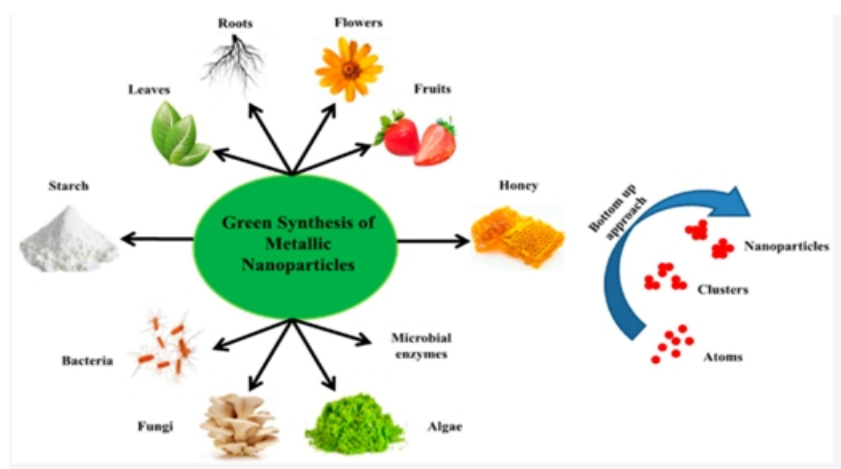 Roots
Flowers
Leaves
Fruits
Starch
Honey
Green Synthesis of
Metallic
Nanoparticles
Bacteria
Microbial
enzymes
Fungi
Algae
Bottom up
approach
Nanoparticles
Clusters
Atoms